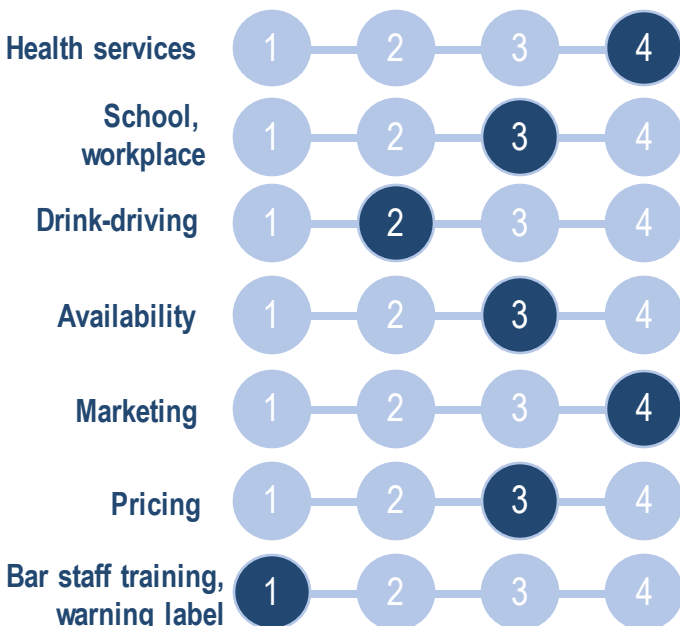 Health services 1 2 3 4
School,
workplace 1 2 3 4
Drink-driving 1 2 3 4
Availability 1 2 3 4
Marketing 1 2 3 4
Pricing 1 2 3 4
Bar staff training,
warning label 1 2 3 4